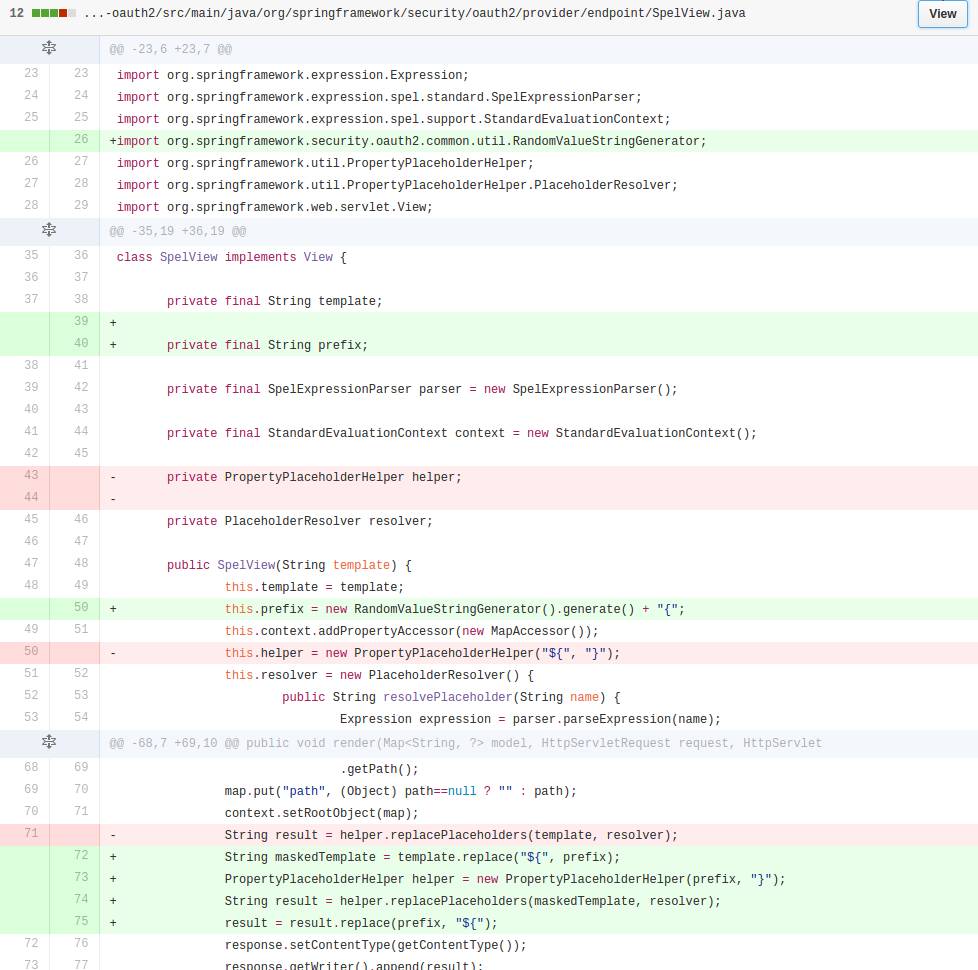 12 ...-oauth2/src/main/java/org/springframework/security/oauth2/provider/endpoint/SpelView.java View
@@ -23,6 +23,7 @@
23 23 import org.springframework.expression.Expression;
24 24 import org.springframework.expression.spel.standard.SpelExpressionParser;
25 25 import org.springframework.expression.spel.support.StandardEvaluationContext;
26 +import org.springframework.security.oauth2.common.util.RandomValueStringGenerator;
26 27 import org.springframework.util.PropertyPlaceholderHelper;
27 28 import org.springframework.util.PropertyPlaceholderHelper.PlaceholderResolver;
28 29 import org.springframework.web.servlet.View;
@@ -35,19 +36,19 @@
35 36 class SpelView implements View {
36 37
37 38 private final String template;
39 +
40 + private final String prefix;
38 41
39 42 private final SpelExpressionParser parser = new SpelExpressionParser();
40 43
41 44 private final StandardEvaluationContext context = new StandardEvaluationContext();
42 45
43 - private PropertyPlaceholderHelper helper;
44 -
45 46 private PlaceholderResolver resolver;
46 47
47 48 public SpelView(String template) {
48 49 this.template = template;
50 + this.prefix = new RandomValueStringGenerator().generate() + "{";
49 51 this.context.addPropertyAccessor(new MapAccessor());
50 - this.helper = new PropertyPlaceholderHelper("${", "}");
51 52 this.resolver = new PlaceholderResolver() {
52 53 public String resolvePlaceholder(String name) {
53 54 Expression expression = parser.parseExpression(name);
@@ -68,7 +69,10 @@ public void render(Map<String, ?> model, HttpServletRequest request, HttpServlet
68 69 .getPath();
69 70 map.put("path", (Object) path==null ? "" : path);
70 71 context.setRootObject(map);
71 - String result = helper.replacePlaceholders(template, resolver);
72 + String maskedTemplate = template.replace("${", prefix);
73 + PropertyPlaceholderHelper helper = new PropertyPlaceholderHelper(prefix, "}");
74 + String result = helper.replacePlaceholders(maskedTemplate, resolver);
75 + result = result.replace(prefix, "${");
72 76 response.setContentType(getContentType());
73 77 response.getWriter().append(result);